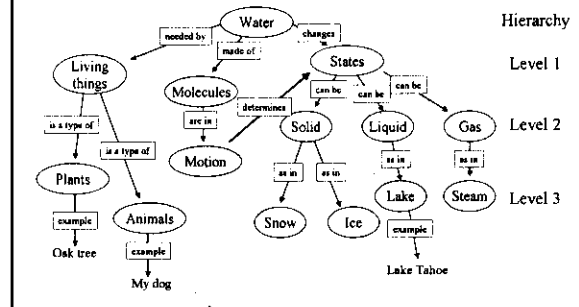 Water
Hierarchy
needed by
made of
changes
Living
things
States
Level 1
Molecules
can be
can be
can be
determines
are in
Solid
Liquid
Gas
Level 2
is a type of
is a type of
Motion
as in
as in
as in
as in
Plants
Animals
Snow
Ice
Lake
Steam
Level 3
example
example
example
Oak tree
My dog
Lake Tahoe